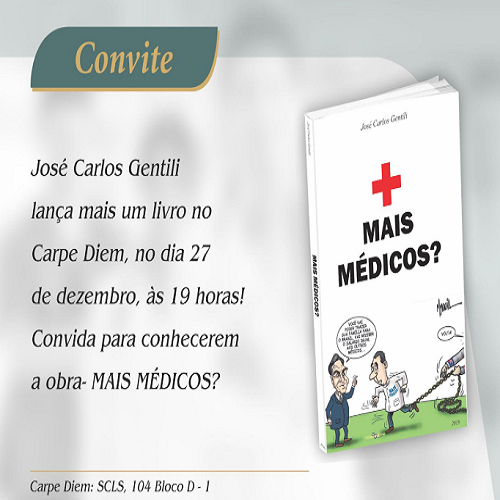 Convite
José Carlos Gentili
lança mais um livro no
Carpe Diem, no dia 27
de dezembro, às 19 horas!
Convida para conhecerem
a obra- MAIS MÉDICOS?
Carpe Diem: SCLS, 104 Bloco D - 1
José Carlos Gentili
MAIS
MÉDICOS?
MAIS MÉDICOS?
VOLTA!
2019